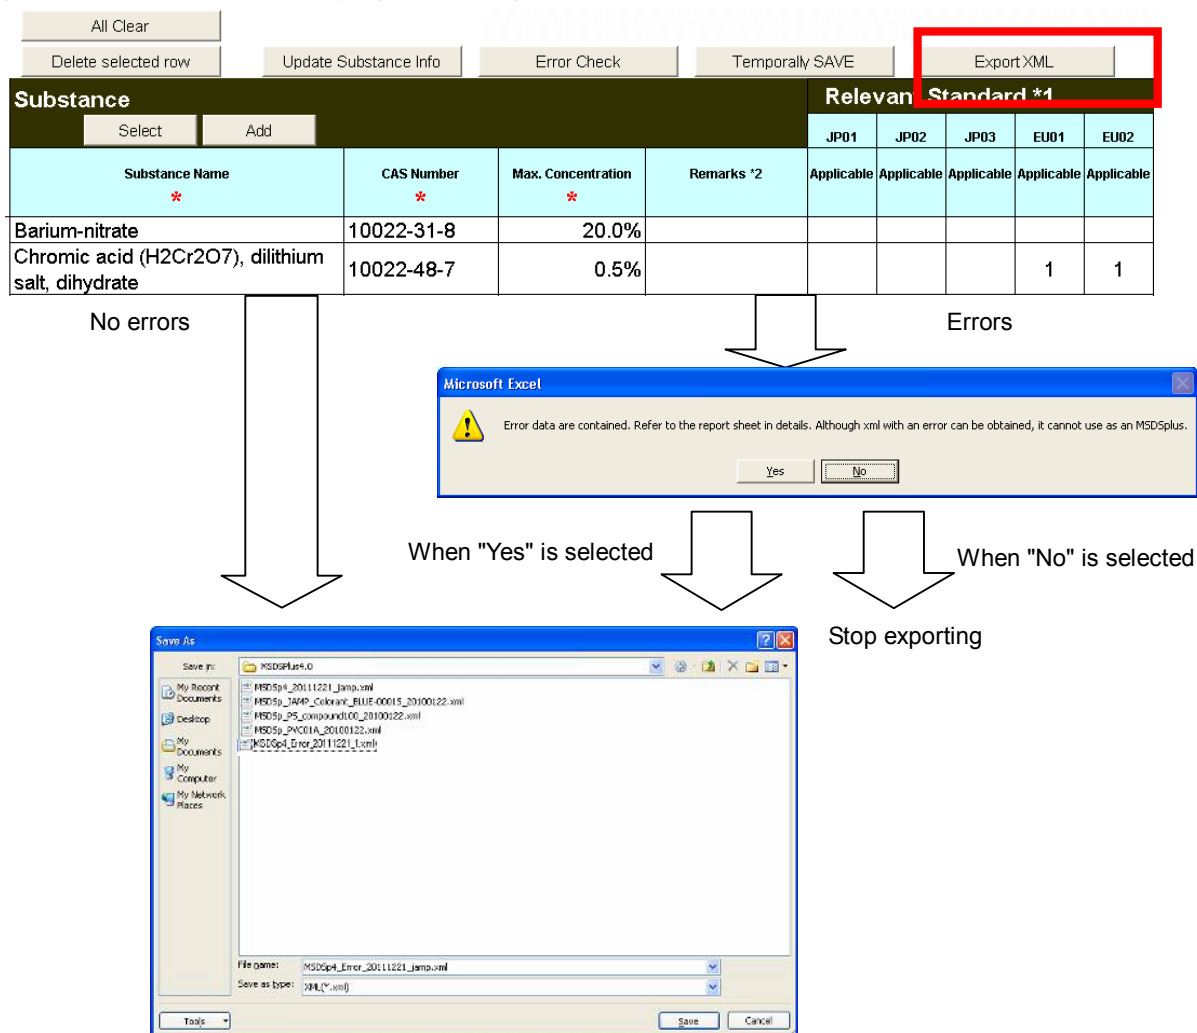 All Clear
Delete selected row Update Substance Info Error Check Temporally SAVE Export XML
Substance Relevant Standard *1
Select Add JP01 JP02 JP03 EU01 EU02
Substance Name CAS Number Max. Concentration Remarks *2 Applicable Applicable Applicable Applicable Applicable
* * *
Barium-nitrate 10022-31-8 20.0%
Chromic acid (H2Cr2O7), dilithium
salt, dihydrate 10022-48-7 0.5% 1 1
No errors Errors
Microsoft Excel
Error data are contained. Refer to the report sheet in details. Although xml with an error can be obtained, it cannot use as an MSDSplus.
Yes No
When "Yes" is selected When "No" is selected
Stop exporting
Save As
Save in: MSDSPlus4.0
My Recent
Documents
Desktop
My
Documents
My
Computer
My Network
Places
MSDSp4_20111221_jamp.xml
MSDSp_JAMP_Colorant_BLUE-00015_20100122.xml
MSDSp_PS_compound100_20100122.xml
MSDSp_PVC01A_20100122.xml
MSDSp4_Error_20111221_1.xml
File name: MSDSp4_Error_20111221_jamp.xml
Save as type: XML(*.xml)
Tools Save Cancel